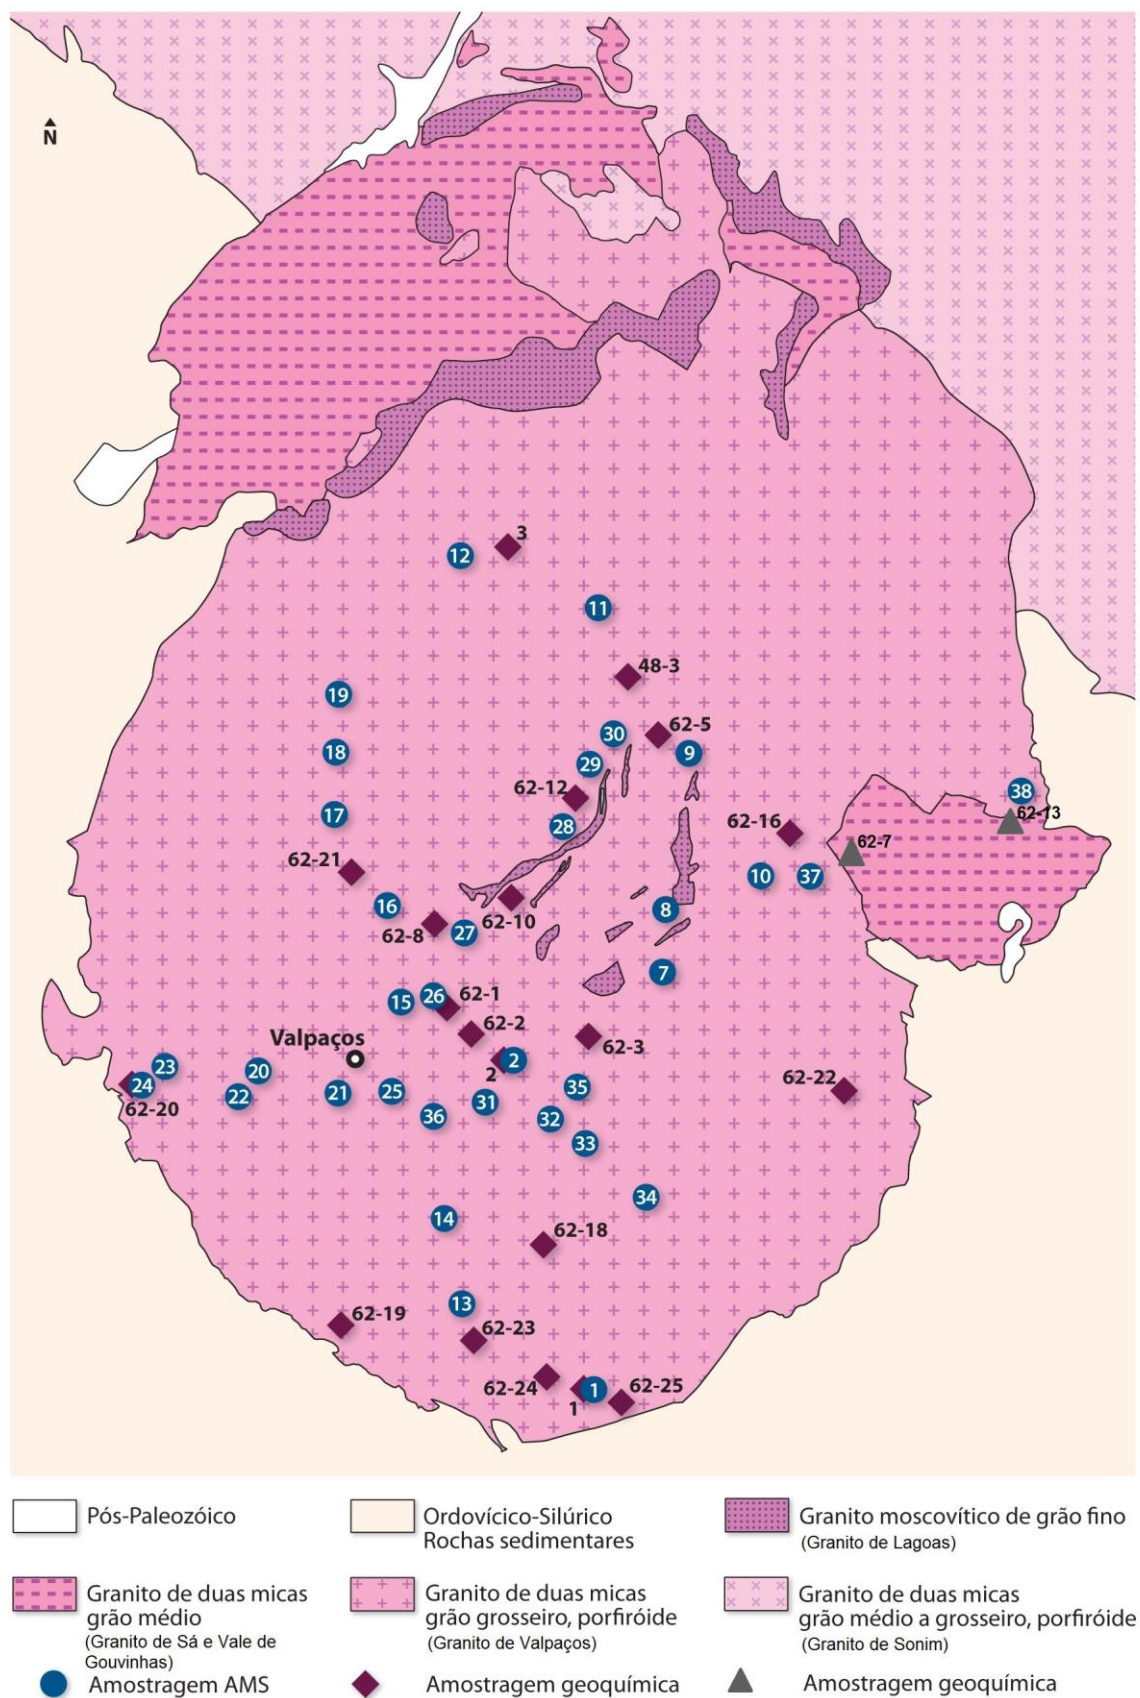 N
3
12
11
48-3
19
62-5
30
18
9
29
62-12
38
62-13
17
28
62-16
62-7
62-21
10
37
16
62-10
8
62-8
27
7
26
15
62-1
62-2
Valpaços
62-3
2
2
23
20
24
35
62-22
62-20
22
21
25
31
36
32
33
34
14
62-18
13
62-19
62-23
62-24
1
62-25
1
Pós-Paleozóico
Ordovícico-Silúrico
Rochas sedimentares
Granito moscovítico de grão fino
(Granito de Lagoas)
Granito de duas micas
grão médio
(Granito de Sá e Vale de
Gouvinhas)
Granito de duas micas
grão grosseiro, porfiróide
(Granito de Valpaços)
Granito de duas micas
grão médio a grosseiro, porfiróide
(Granito de Sonim)
Amostragem AMS
Amostragem geoquímica
Amostragem geoquímica